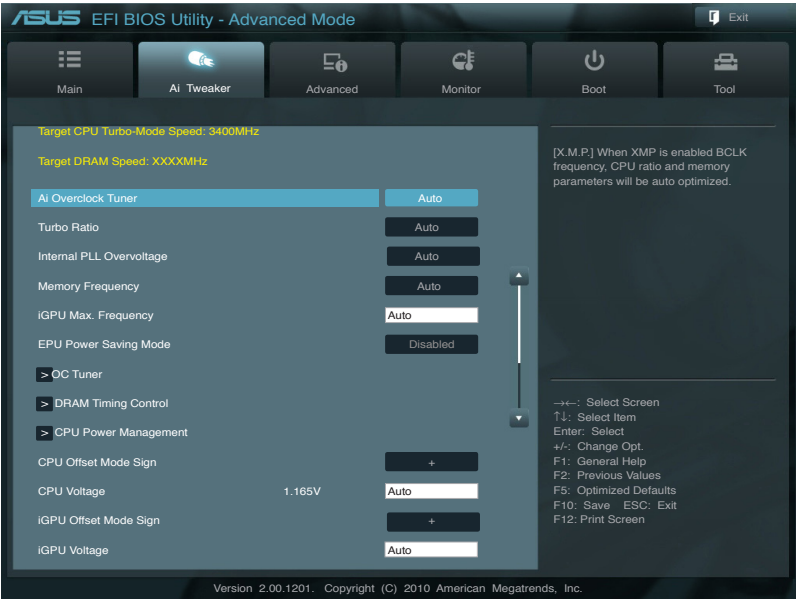 ASUS EFI BIOS Utility - Advanced Mode
Exit
Main
Ai Tweaker
Advanced
Monitor
Boot
Tool
Target CPU Turbo-Mode Speed: 3400MHz
Target DRAM Speed: XXXXMHz
Ai Overclock Tuner Auto
Turbo Ratio Auto
Internal PLL Overvoltage Auto
Memory Frequency Auto
iGPU Max. Frequency Auto
EPU Power Saving Mode Disabled
> OC Tuner
> DRAM Timing Control
> CPU Power Management
CPU Offset Mode Sign +
CPU Voltage 1.165V Auto
iGPU Offset Mode Sign +
iGPU Voltage Auto
[X.M.P.] When XMP is enabled BCLK
frequency, CPU ratio and memory
parameters will be auto optimized.
→←: Select Screen
↑↓: Select Item
Enter: Select
+/-: Change Opt.
F1: General Help
F2: Previous Values
F5: Optimized Defaults
F10: Save ESC: Exit
F12: Print Screen
Version 2.00.1201. Copyright (C) 2010 American Megatrends, Inc.